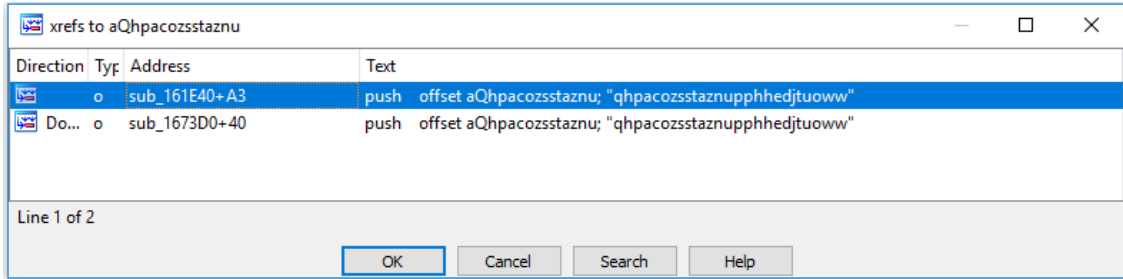 xrefs to aQhpacozsstaznu
Direction Typ Address Text
o sub_161E40+A3 push offset aQhpacozsstaznu; "qhpacozsstaznupphhedjtuoww"
Do... o sub_1673D0+40 push offset aQhpacozsstaznu; "qhpacozsstaznupphhedjtuoww"
Line 1 of 2
OK Cancel Search Help